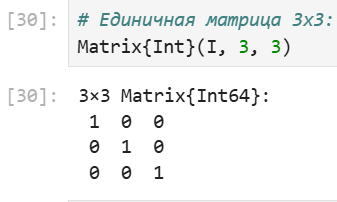 [30]: # Единичная матрица 3x3:
Matrix{Int}(I, 3, 3)
[30]: 3×3 Matrix{Int64}:
1 0 0
0 1 0
0 0 1